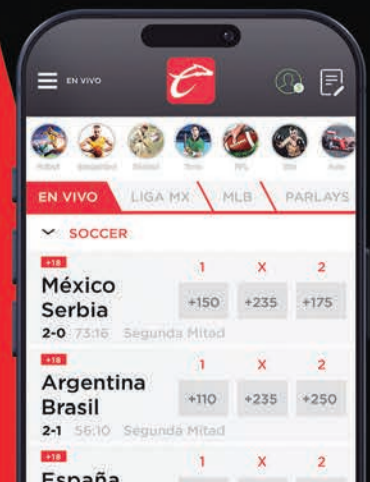 EN VIVO
EN VIVO LIGA MX MLB PARLAYS
SOCCER
+18
1 X 2
México
Serbia
+150 +235 +175
2-0 73:16 Segunda Mitad
+18
1 X 2
Argentina
Brasil
+110 +235 +250
2-1 56:10 Segunda Mitad
+18
1 X 2
España